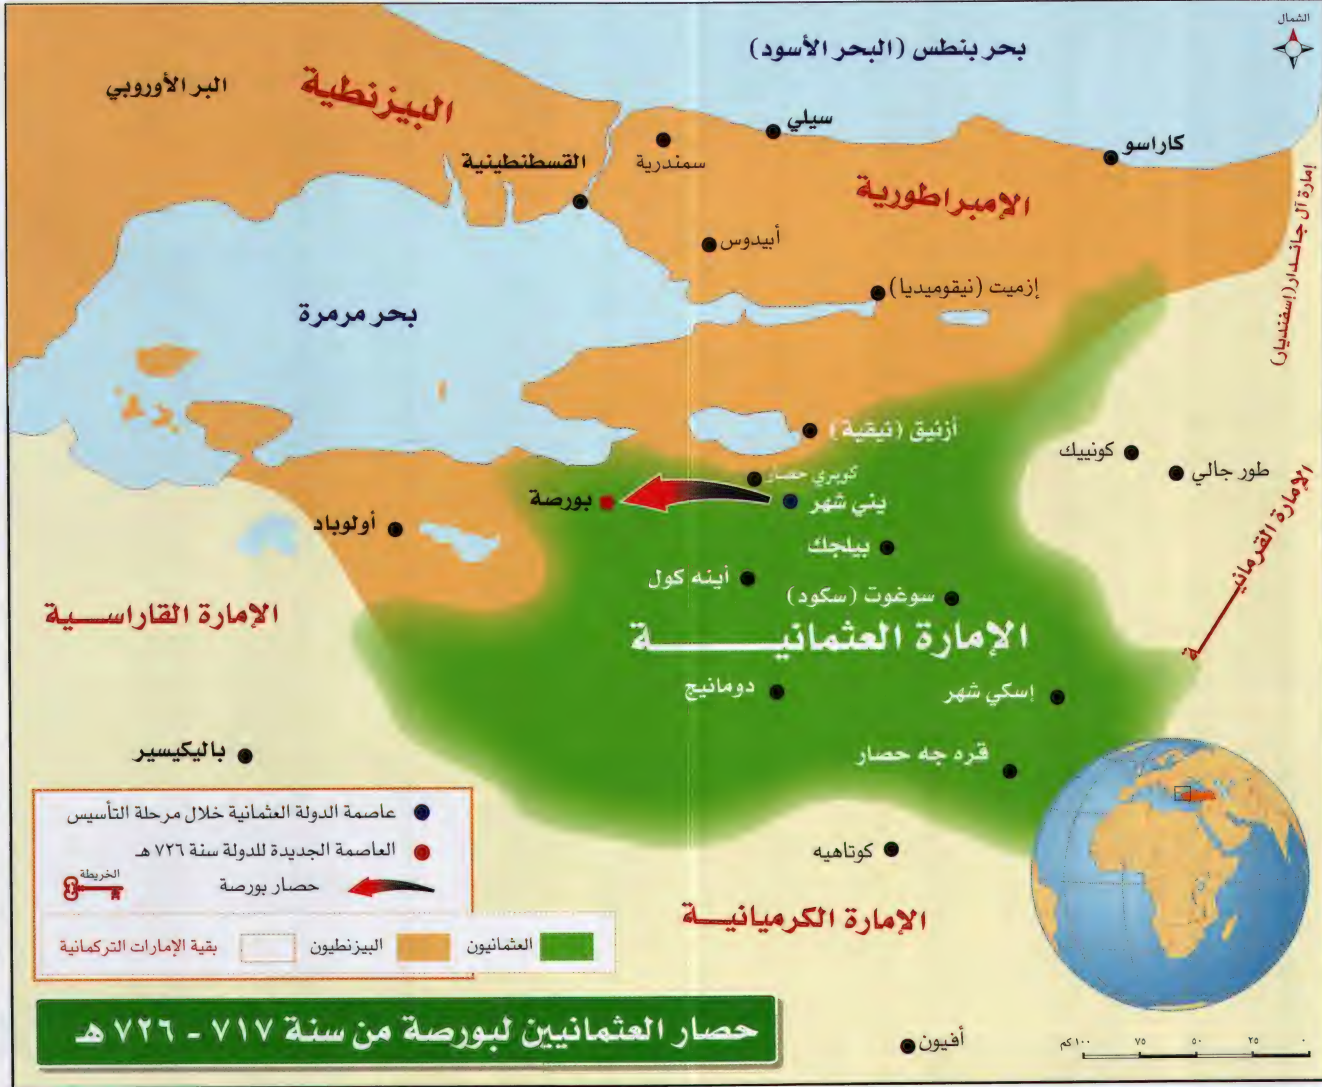 الشمال
بحر بنطس (البحر الأسود)
البر الأوروبي
البيزنطية
القسطنطينية
سمندرية
سيلي
كاراسو
الإمبراطورية
إمارة آل جاندار (إسفنديار)
أبيدوس
إزميت (نيقوميديا)
بحر مرمرة
أزنيق (نيقية)
كونييك
طور جالي
الإمارة القرمانيـــــــة
كوبري حصار
يني شهر
بورصة
أولوباد
بيلجك
أينه كول
سوغوت (سكود)
الإمارة القاراسـية
الإمارة العثمانيـــــــة
دومانيج
إسكي شهر
قره جه حصار
باليكيسير
كوتاهيه
الإمارة الكرميانيـــة
أفيون
عاصمة الدولة العثمانية خلال مرحلة التأسيس
العاصمة الجديدة للدولة سنة ٧٢٦ هـ
حصار بورصة
الخريطة
العثمانيون
البيزنطيون
بقية الإمارات التركمانية
حصار العثمانيين لبورصة من سنة ٧١٧ - ٧٢٦ هـ
٠ ٢٥ ٥٠ ٧٥ ١٠٠ كم